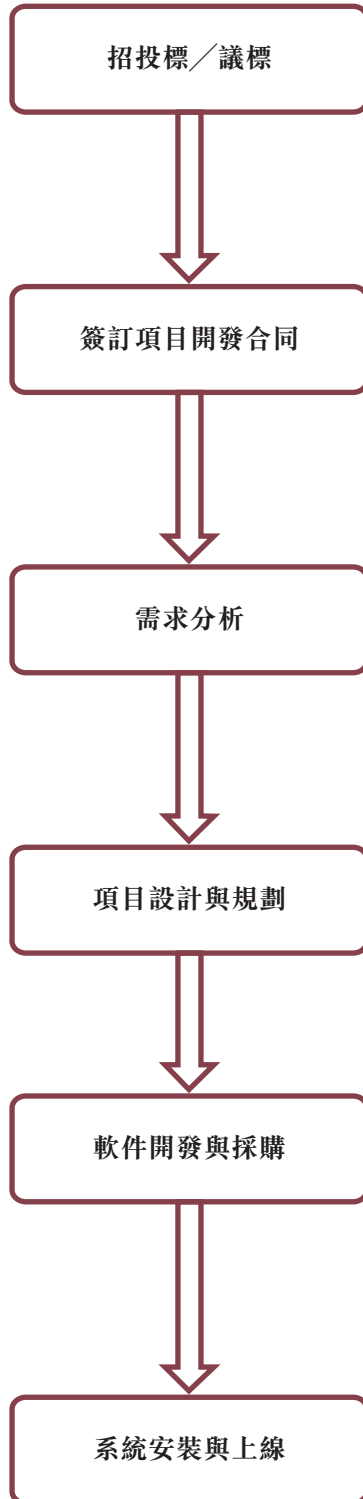 招投標／議標
簽訂項目開發合同
需求分析
項目設計與規劃
軟件開發與採購
系統安裝與上線